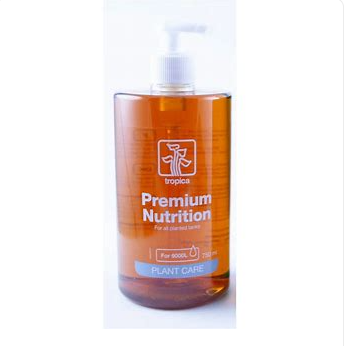 tropica
Premium
Nutrition
For all planted tanks
For 6000L
750 ml
PLANT CARE